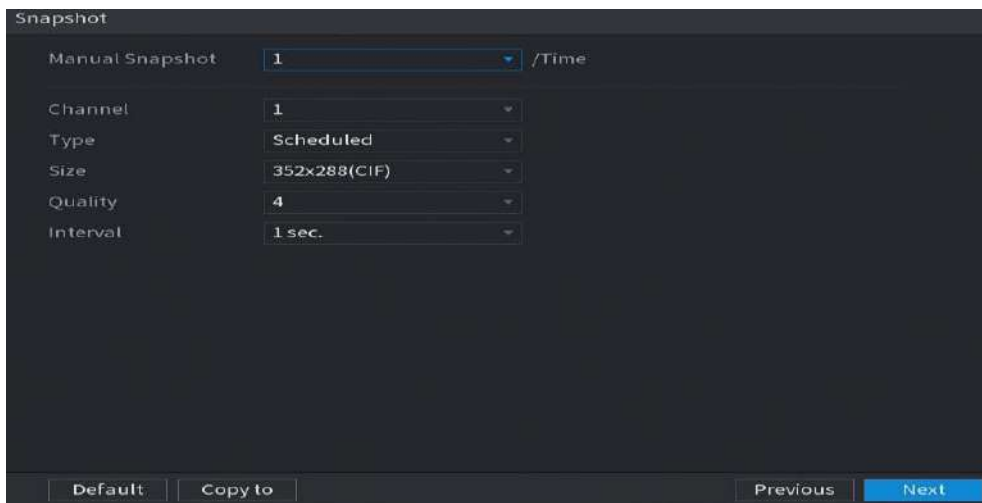 Snapshot
Manual Snapshot 1 /Time
Channel 1
Type Scheduled
Size 352x288(CIF)
Quality 4
Interval 1 sec.
Default Copy to Previous Next